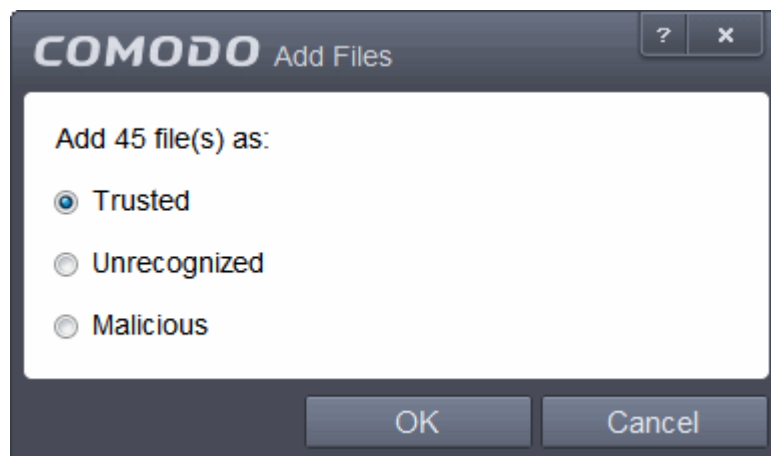 COMODO Add Files ? x
Add 45 file(s) as:
Trusted
Unrecognized
Malicious
OK Cancel